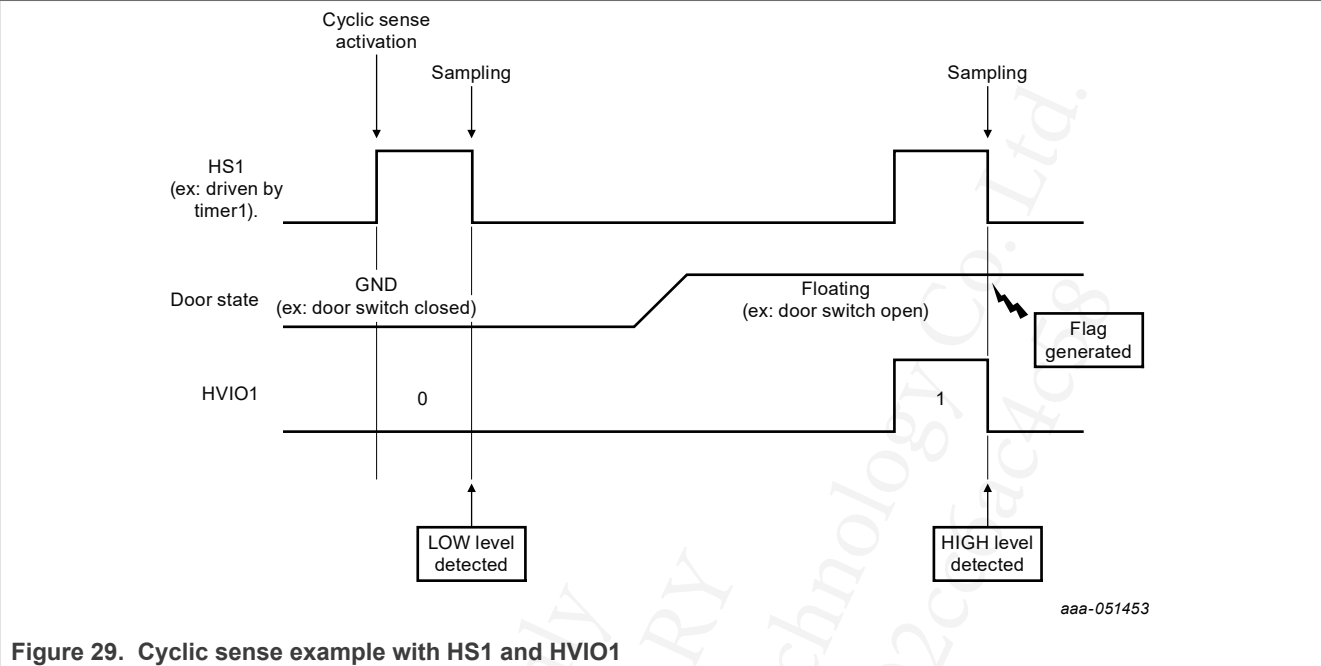 Cyclic sense
activation
Sampling
Sampling
HS1
(ex: driven by
timer1).
Door state
GND
(ex: door switch closed)
Floating
(ex: door switch open)
Flag
generated
HVIO1
0
1
LOW level
detected
HIGH level
detected
aaa-051453
Figure 29. Cyclic sense example with HS1 and HVIO1